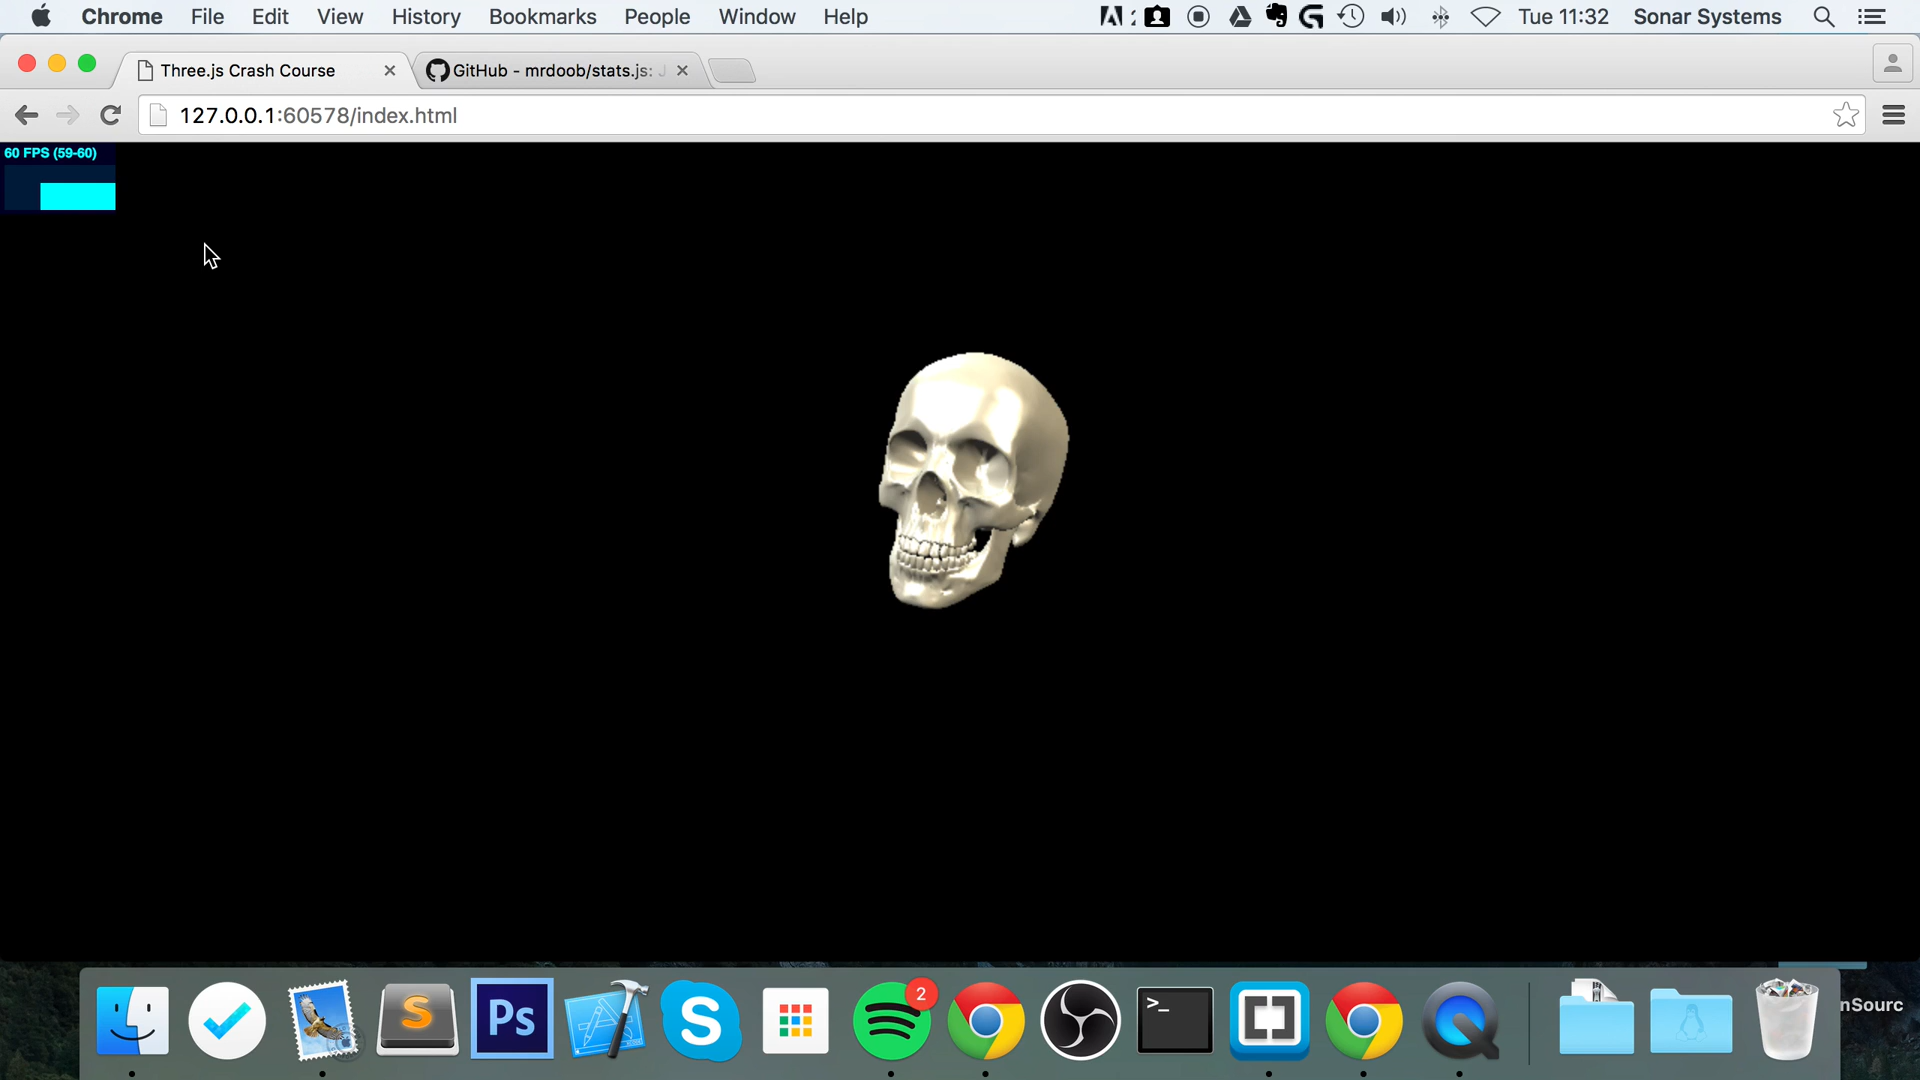 Chrome File Edit View History Bookmarks People Window Help Tue 11:32 Sonar Systems
Three.js Crash Course GitHub - mrdoob/stats.js: J
127.0.0.1:60578/index.html
60 FPS (59-60)
2
S Ps S >_
nSourc